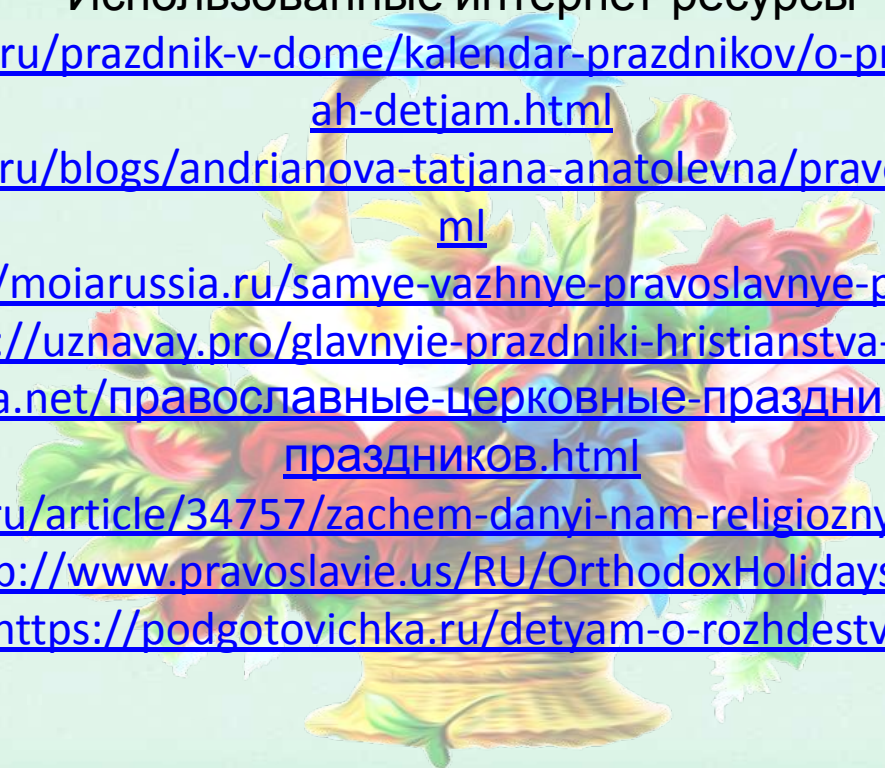 Использованные интернет ресурсы
ru/prazdnik-v-dome/kalendar-prazdnikov/o-pr
ah-detjam.html
ru/blogs/andrianova-tatjana-anatolevna/prav
ml
/moiarussia.ru/samye-vazhnye-pravoslavnye-p
://uznavay.pro/glavnyie-prazdniki-hristianstva-
a.net/православные-церковные-праздни
праздников.html
ru/article/34757/zachem-danyi-nam-religiozny
p://www.pravoslavie.us/RU/OrthodoxHolidays
https://podgotovichka.ru/detyam-o-rozhdestv